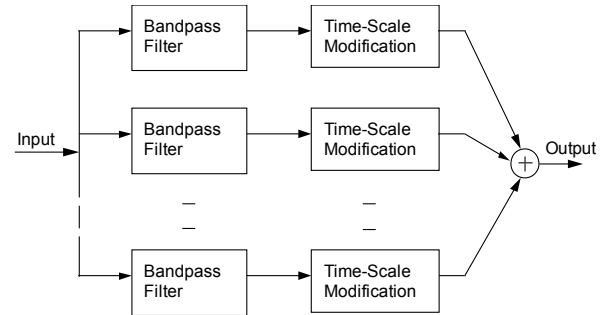 Bandpass
Filter
Time-Scale
Modification
Input
Bandpass
Filter
Time-Scale
Modification
+
Output
Bandpass
Filter
Time-Scale
Modification